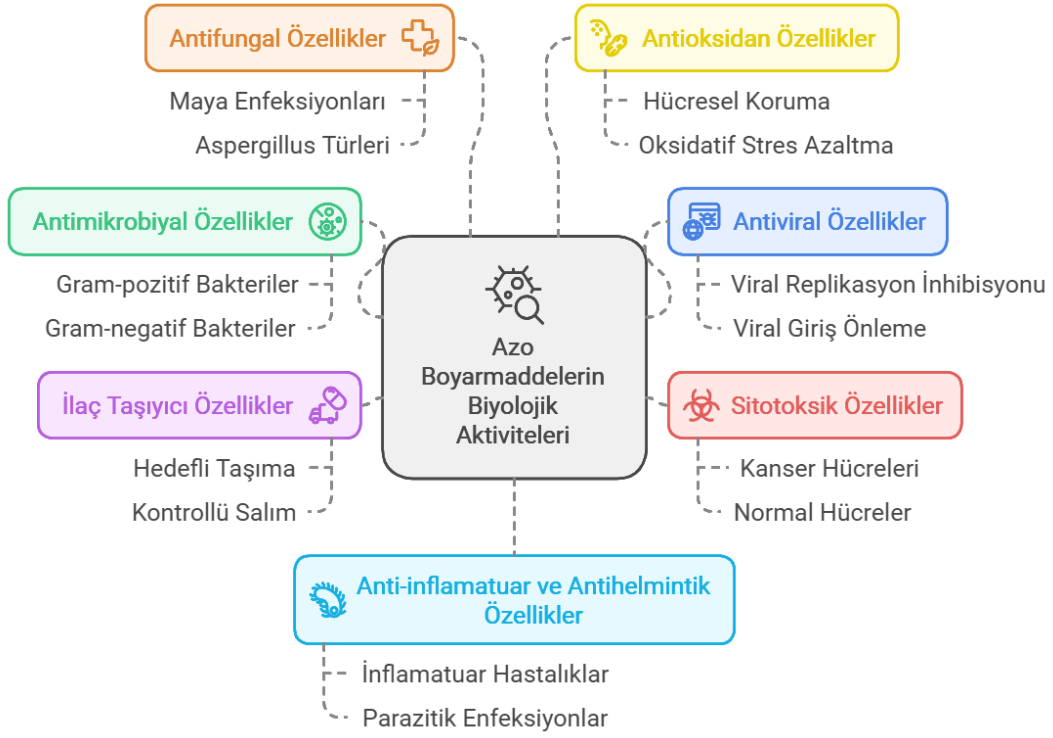 Antifungal Özellikler
Maya Enfeksiyonları
Aspergillus Türleri
Antioksidan Özellikler
Hücresel Koruma
Oksidatif Stres Azaltma
Antimikrobiyal Özellikler
Gram-pozitif Bakteriler
Gram-negatif Bakteriler
Antiviral Özellikler
Viral Replikasyon İnhibisyonu
Viral Giriş Önleme
Azo
Boyarmaddelerin
Biyolojik
Aktiviteleri
İlaç Taşıyıcı Özellikler
Hedefli Taşıma
Kontrollü Salım
Sitotoksik Özellikler
Kanser Hücreleri
Normal Hücreler
Anti-inflamatuar ve Antihelmintik
Özellikler
İnflamatuar Hastalıklar
Parazitik Enfeksiyonlar